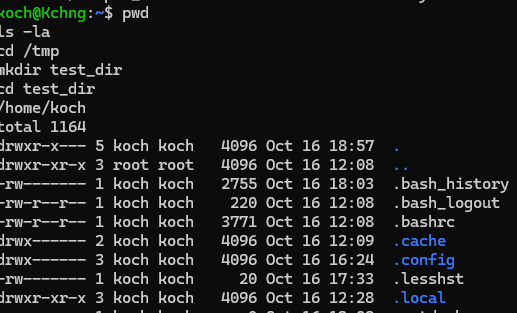 koch@Kchng:~$ pwd
ls -la
cd /tmp
mkdir test_dir
cd test_dir
/home/koch
total 1164
drwxr-x--- 5 koch koch   4096 Oct 16 18:57  .
drwxr-xr-x 3 root root   4096 Oct 16 12:08  ..
-rw------- 1 koch koch   2755 Oct 16 18:03  .bash_history
-rw-r--r-- 1 koch koch    220 Oct 16 12:08  .bash_logout
-rw-r--r-- 1 koch koch   3771 Oct 16 12:08  .bashrc
drwx------ 2 koch koch   4096 Oct 16 12:09  .cache
drwx------ 3 koch koch   4096 Oct 16 16:24  .config
-rw------- 1 koch koch     20 Oct 16 17:33  .lesshst
drwxr-xr-x 3 koch koch   4096 Oct 16 12:28  .local